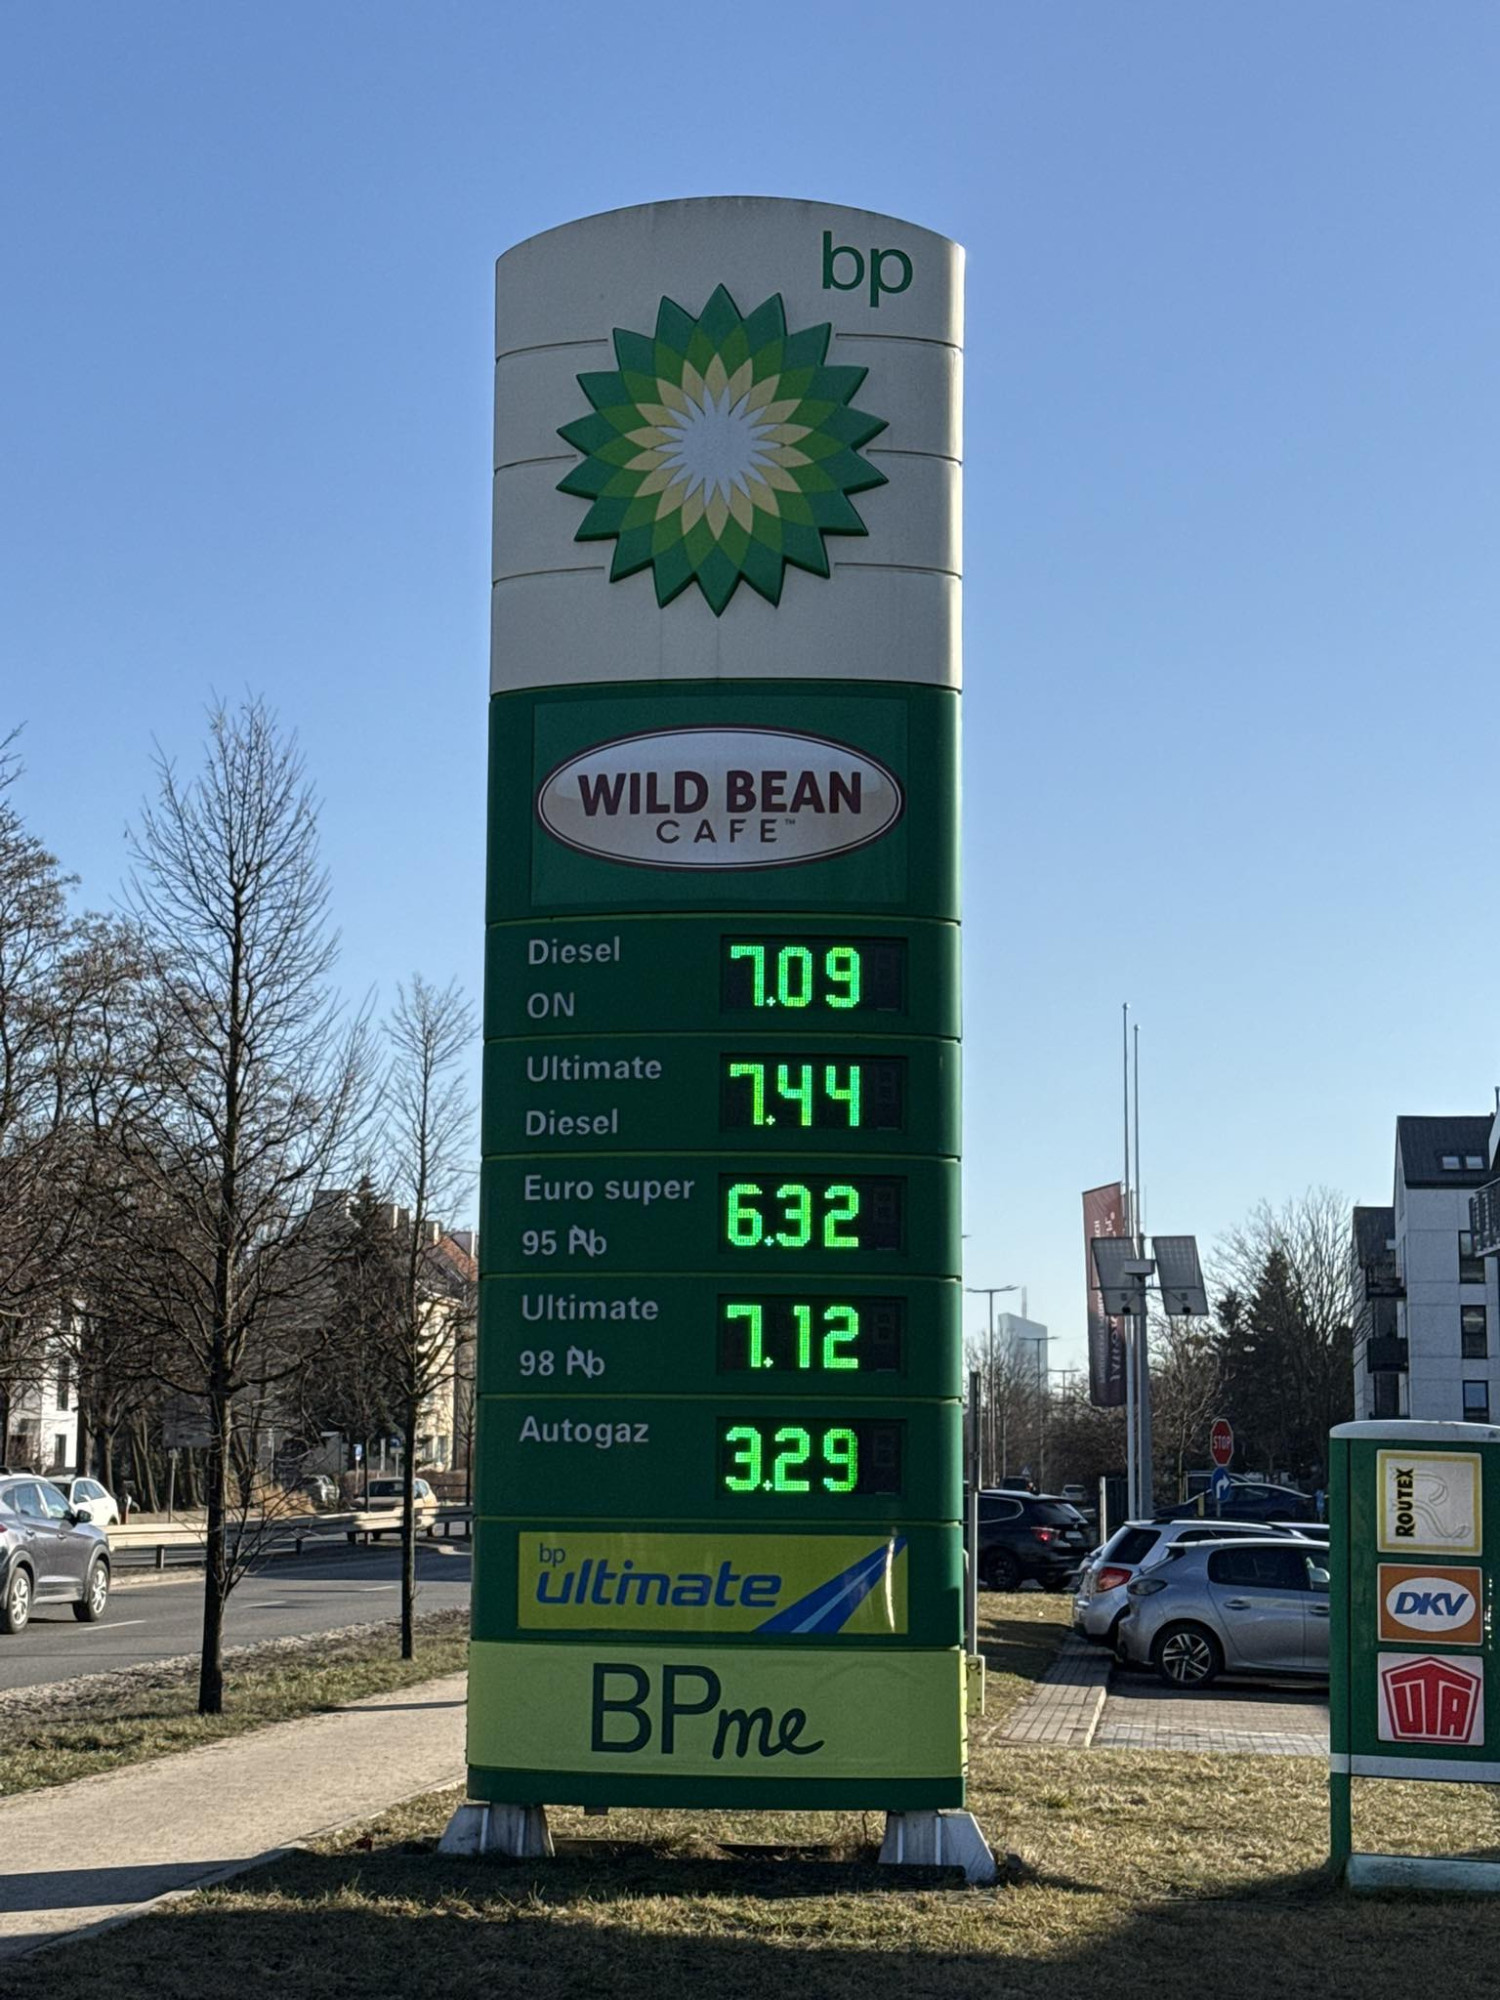 bp
WILD BEAN
CAFE™
Diesel
ON
7.09
Ultimate
Diesel
7.44
Euro super
95 Pb
6.32
Ultimate
98 Pb
7.12
Autogaz
3.29
bp
ultimate
BPme
STOP
ROUTEX
DKV
UTA